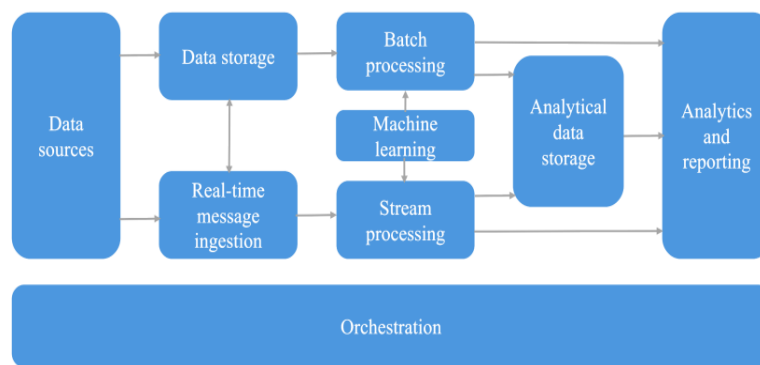 Data
sources
Data storage
Real-time
message
ingestion
Batch
processing
Machine
learning
Stream
processing
Analytical
data
storage
Analytics
and
reporting
Orchestration